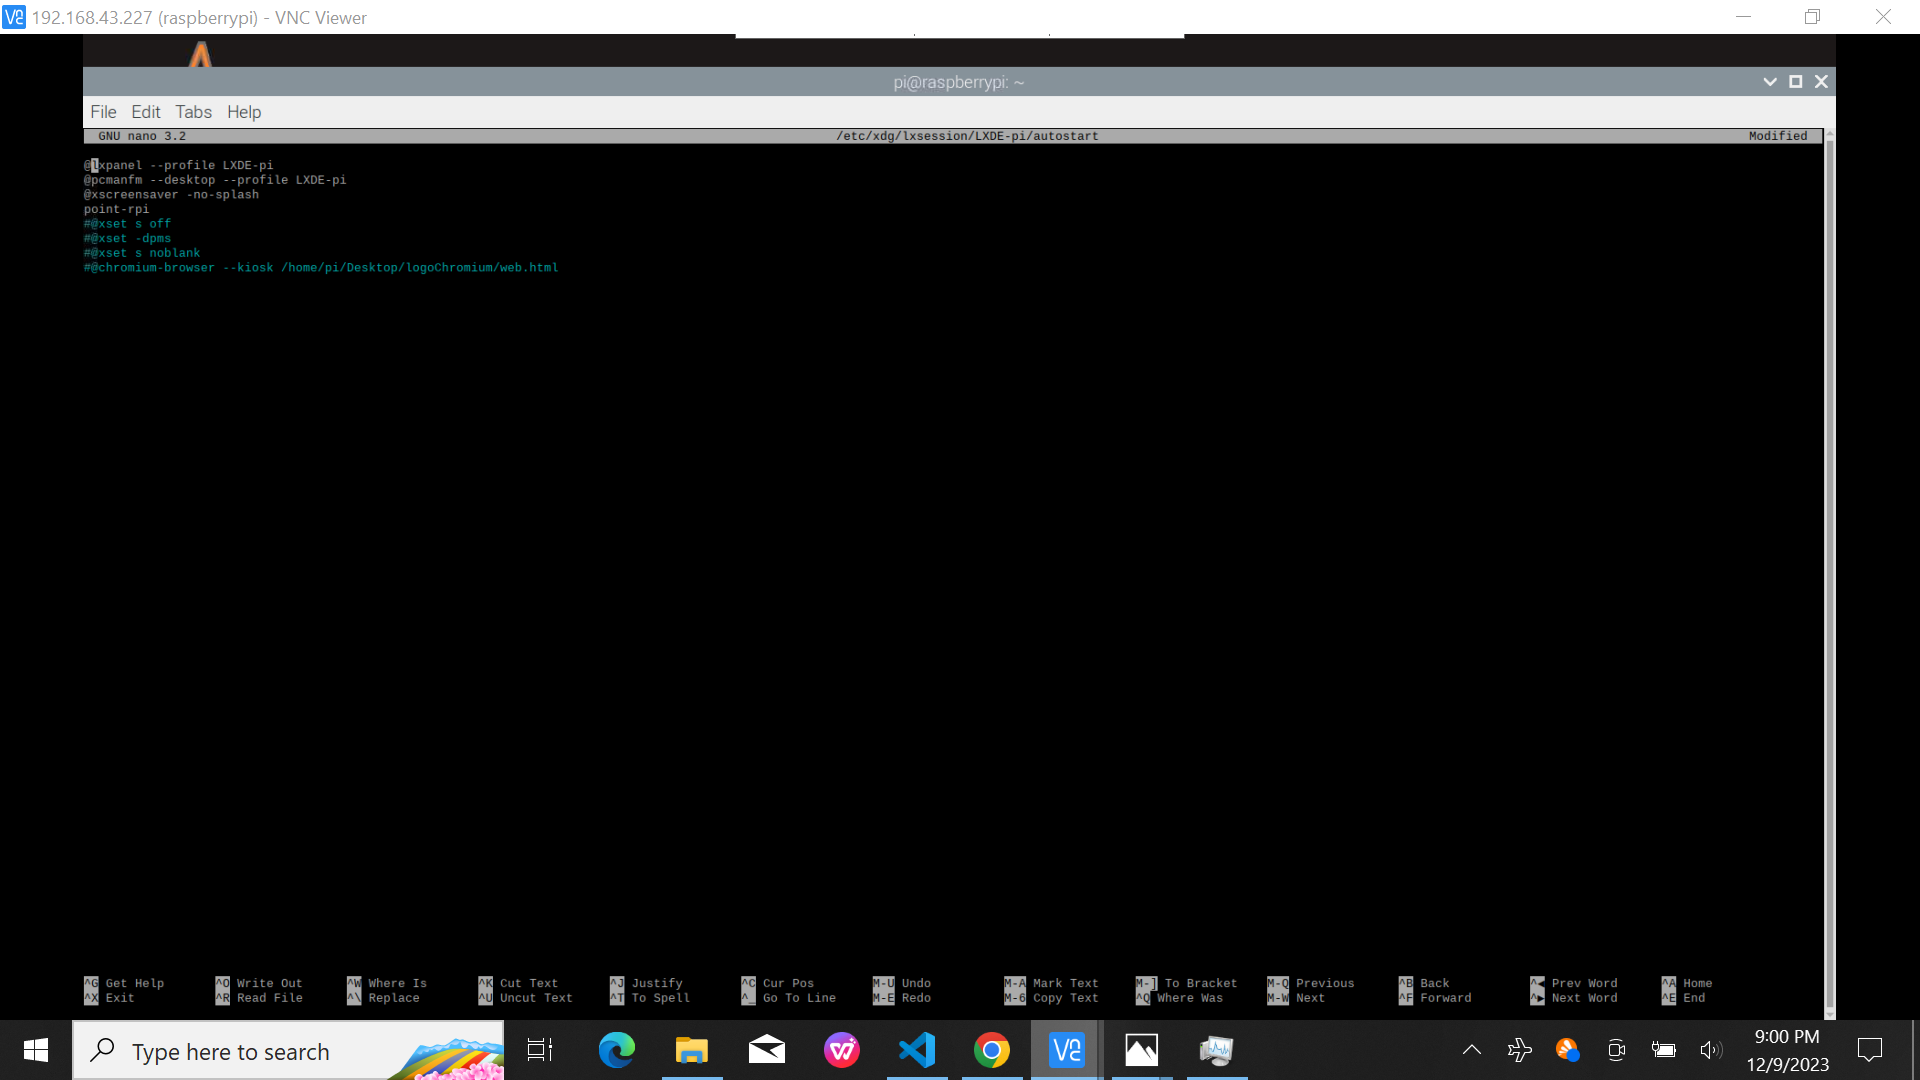 192.168.43.227 (raspberrypi) - VNC Viewer
pi@raspberrypi: ~
File Edit Tabs Help
GNU nano 3.2 /etc/xdg/lxsession/LXDE-pi/autostart Modified
@lxpanel --profile LXDE-pi
@pcmanfm --desktop --profile LXDE-pi
@xscreensaver -no-splash
point-rpi
#@xset s off
#@xset -dpms
#@xset s noblank
#@chromium-browser --kiosk /home/pi/Desktop/logoChromium/web.html
^G Get Help ^O Write Out ^W Where Is ^K Cut Text ^J Justify ^C Cur Pos M-U Undo M-A Mark Text M-] To Bracket M-Q Previous ^B Back ^◀ Prev Word ^A Home
^X Exit ^R Read File ^\ Replace ^U Uncut Text ^T To Spell ^_ Go To Line M-E Redo M-6 Copy Text ^Q Where Was M-W Next ^F Forward ^▶ Next Word ^E End
Type here to search
9:00 PM
12/9/2023